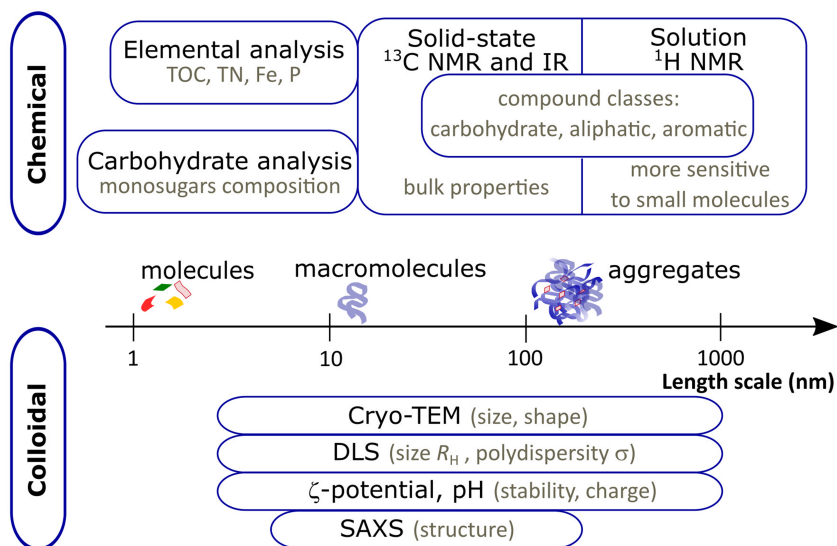 Chemical
Elemental analysis
TOC, TN, Fe, P
Carbohydrate analysis
monosugars composition
Solid-state
¹³C NMR and IR
Solution
¹H NMR
compound classes:
carbohydrate, aliphatic, aromatic
bulk properties
more sensitive
to small molecules
molecules
macromolecules
aggregates
1 10 100 1000
Length scale (nm)
Colloidal
Cryo-TEM (size, shape)
DLS (size R_H , polydispersity σ)
ζ-potential, pH (stability, charge)
SAXS (structure)